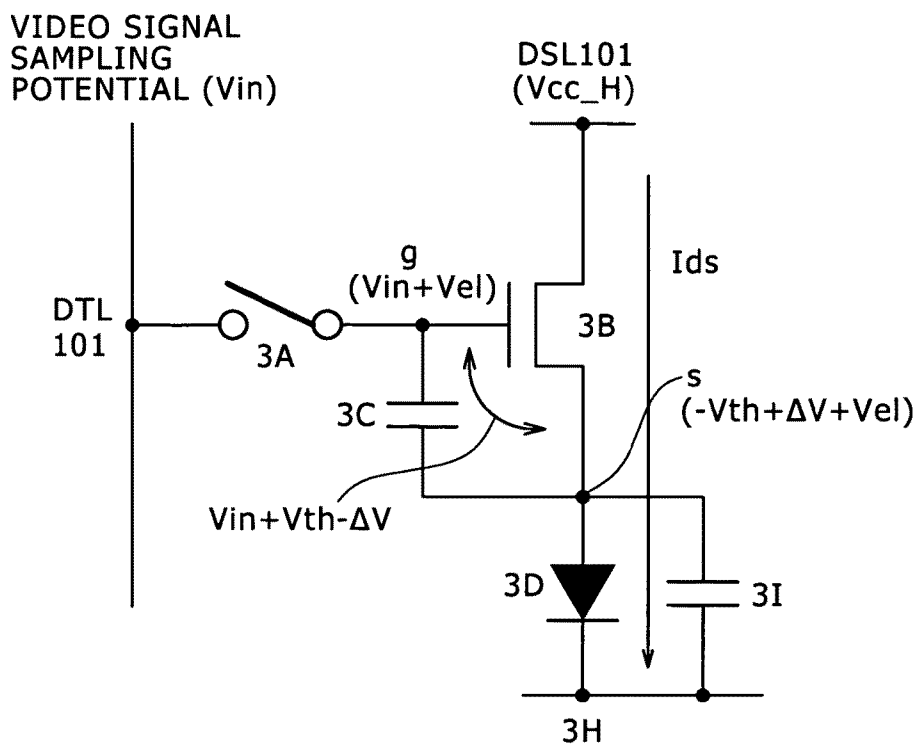 VIDEO SIGNAL
SAMPLING
POTENTIAL (Vin)
DSL101
(Vcc_H)
g
(Vin+Vel)
Ids
DTL
101
3A
3B
s
(-Vth+ΔV+Vel)
3C
Vin+Vth-ΔV
3D
3I
3H